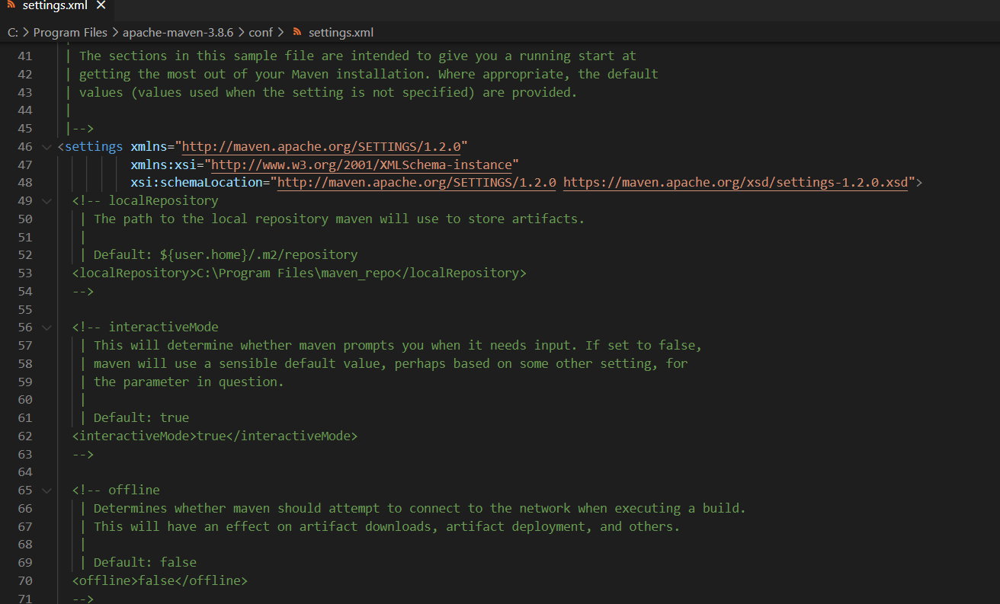 settings.xml ×
C: > Program Files > apache-maven-3.8.6 > conf > settings.xml
41 | The sections in this sample file are intended to give you a running start at
42 | getting the most out of your Maven installation. Where appropriate, the default
43 | values (values used when the setting is not specified) are provided.
44 |
45 |-->
46 <settings xmlns="http://maven.apache.org/SETTINGS/1.2.0"
47 xmlns:xsi="http://www.w3.org/2001/XMLSchema-instance"
48 xsi:schemaLocation="http://maven.apache.org/SETTINGS/1.2.0 https://maven.apache.org/xsd/settings-1.2.0.xsd">
49 <!-- localRepository
50 | The path to the local repository maven will use to store artifacts.
51 |
52 | Default: ${user.home}/.m2/repository
53 <localRepository>C:\Program Files\maven_repo</localRepository>
54 -->
55
56 <!-- interactiveMode
57 | This will determine whether maven prompts you when it needs input. If set to false,
58 | maven will use a sensible default value, perhaps based on some other setting, for
59 | the parameter in question.
60 |
61 | Default: true
62 <interactiveMode>true</interactiveMode>
63 -->
64
65 <!-- offline
66 | Determines whether maven should attempt to connect to the network when executing a build.
67 | This will have an effect on artifact downloads, artifact deployment, and others.
68 |
69 | Default: false
70 <offline>false</offline>
71 -->